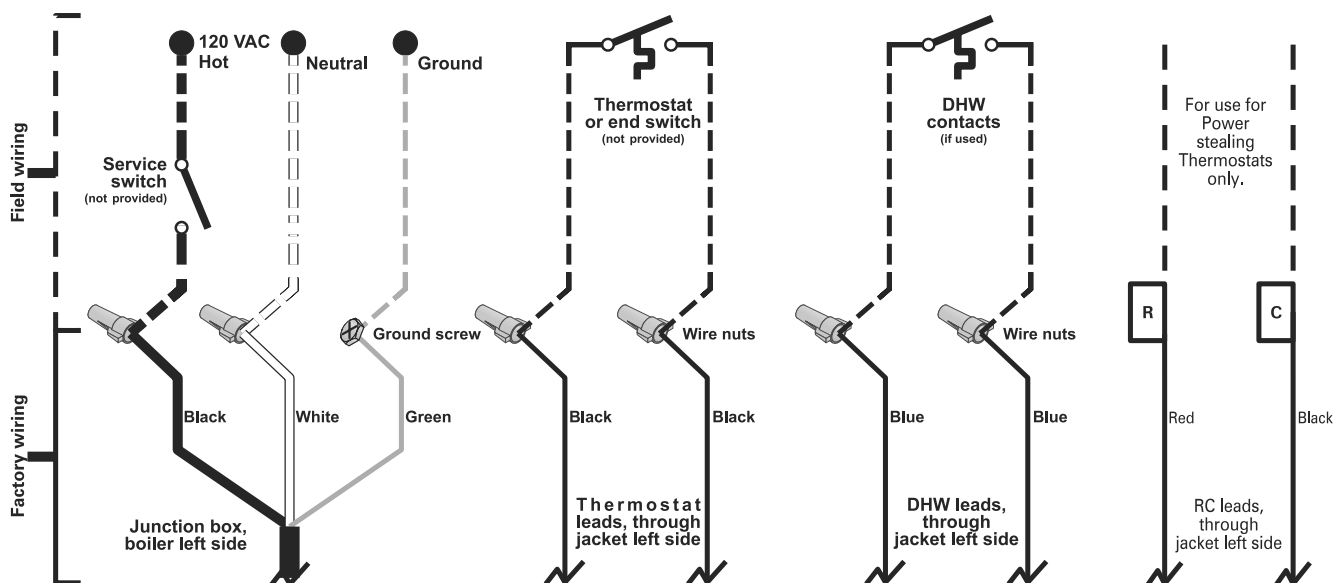 Field wiring
Factory wiring
120 VAC
Hot
Neutral
Ground
Service
switch
(not provided)
Ground screw
Black
White
Green
Junction box,
boiler left side
Thermostat
or end switch
(not provided)
Wire nuts
Black
Black
Thermostat
leads, through
jacket left side
DHW
contacts
(if used)
Wire nuts
Blue
Blue
DHW leads,
through
jacket left side
For use for
Power
stealing
Thermostats
only.
R
C
Red
Black
RC leads,
through
jacket left side